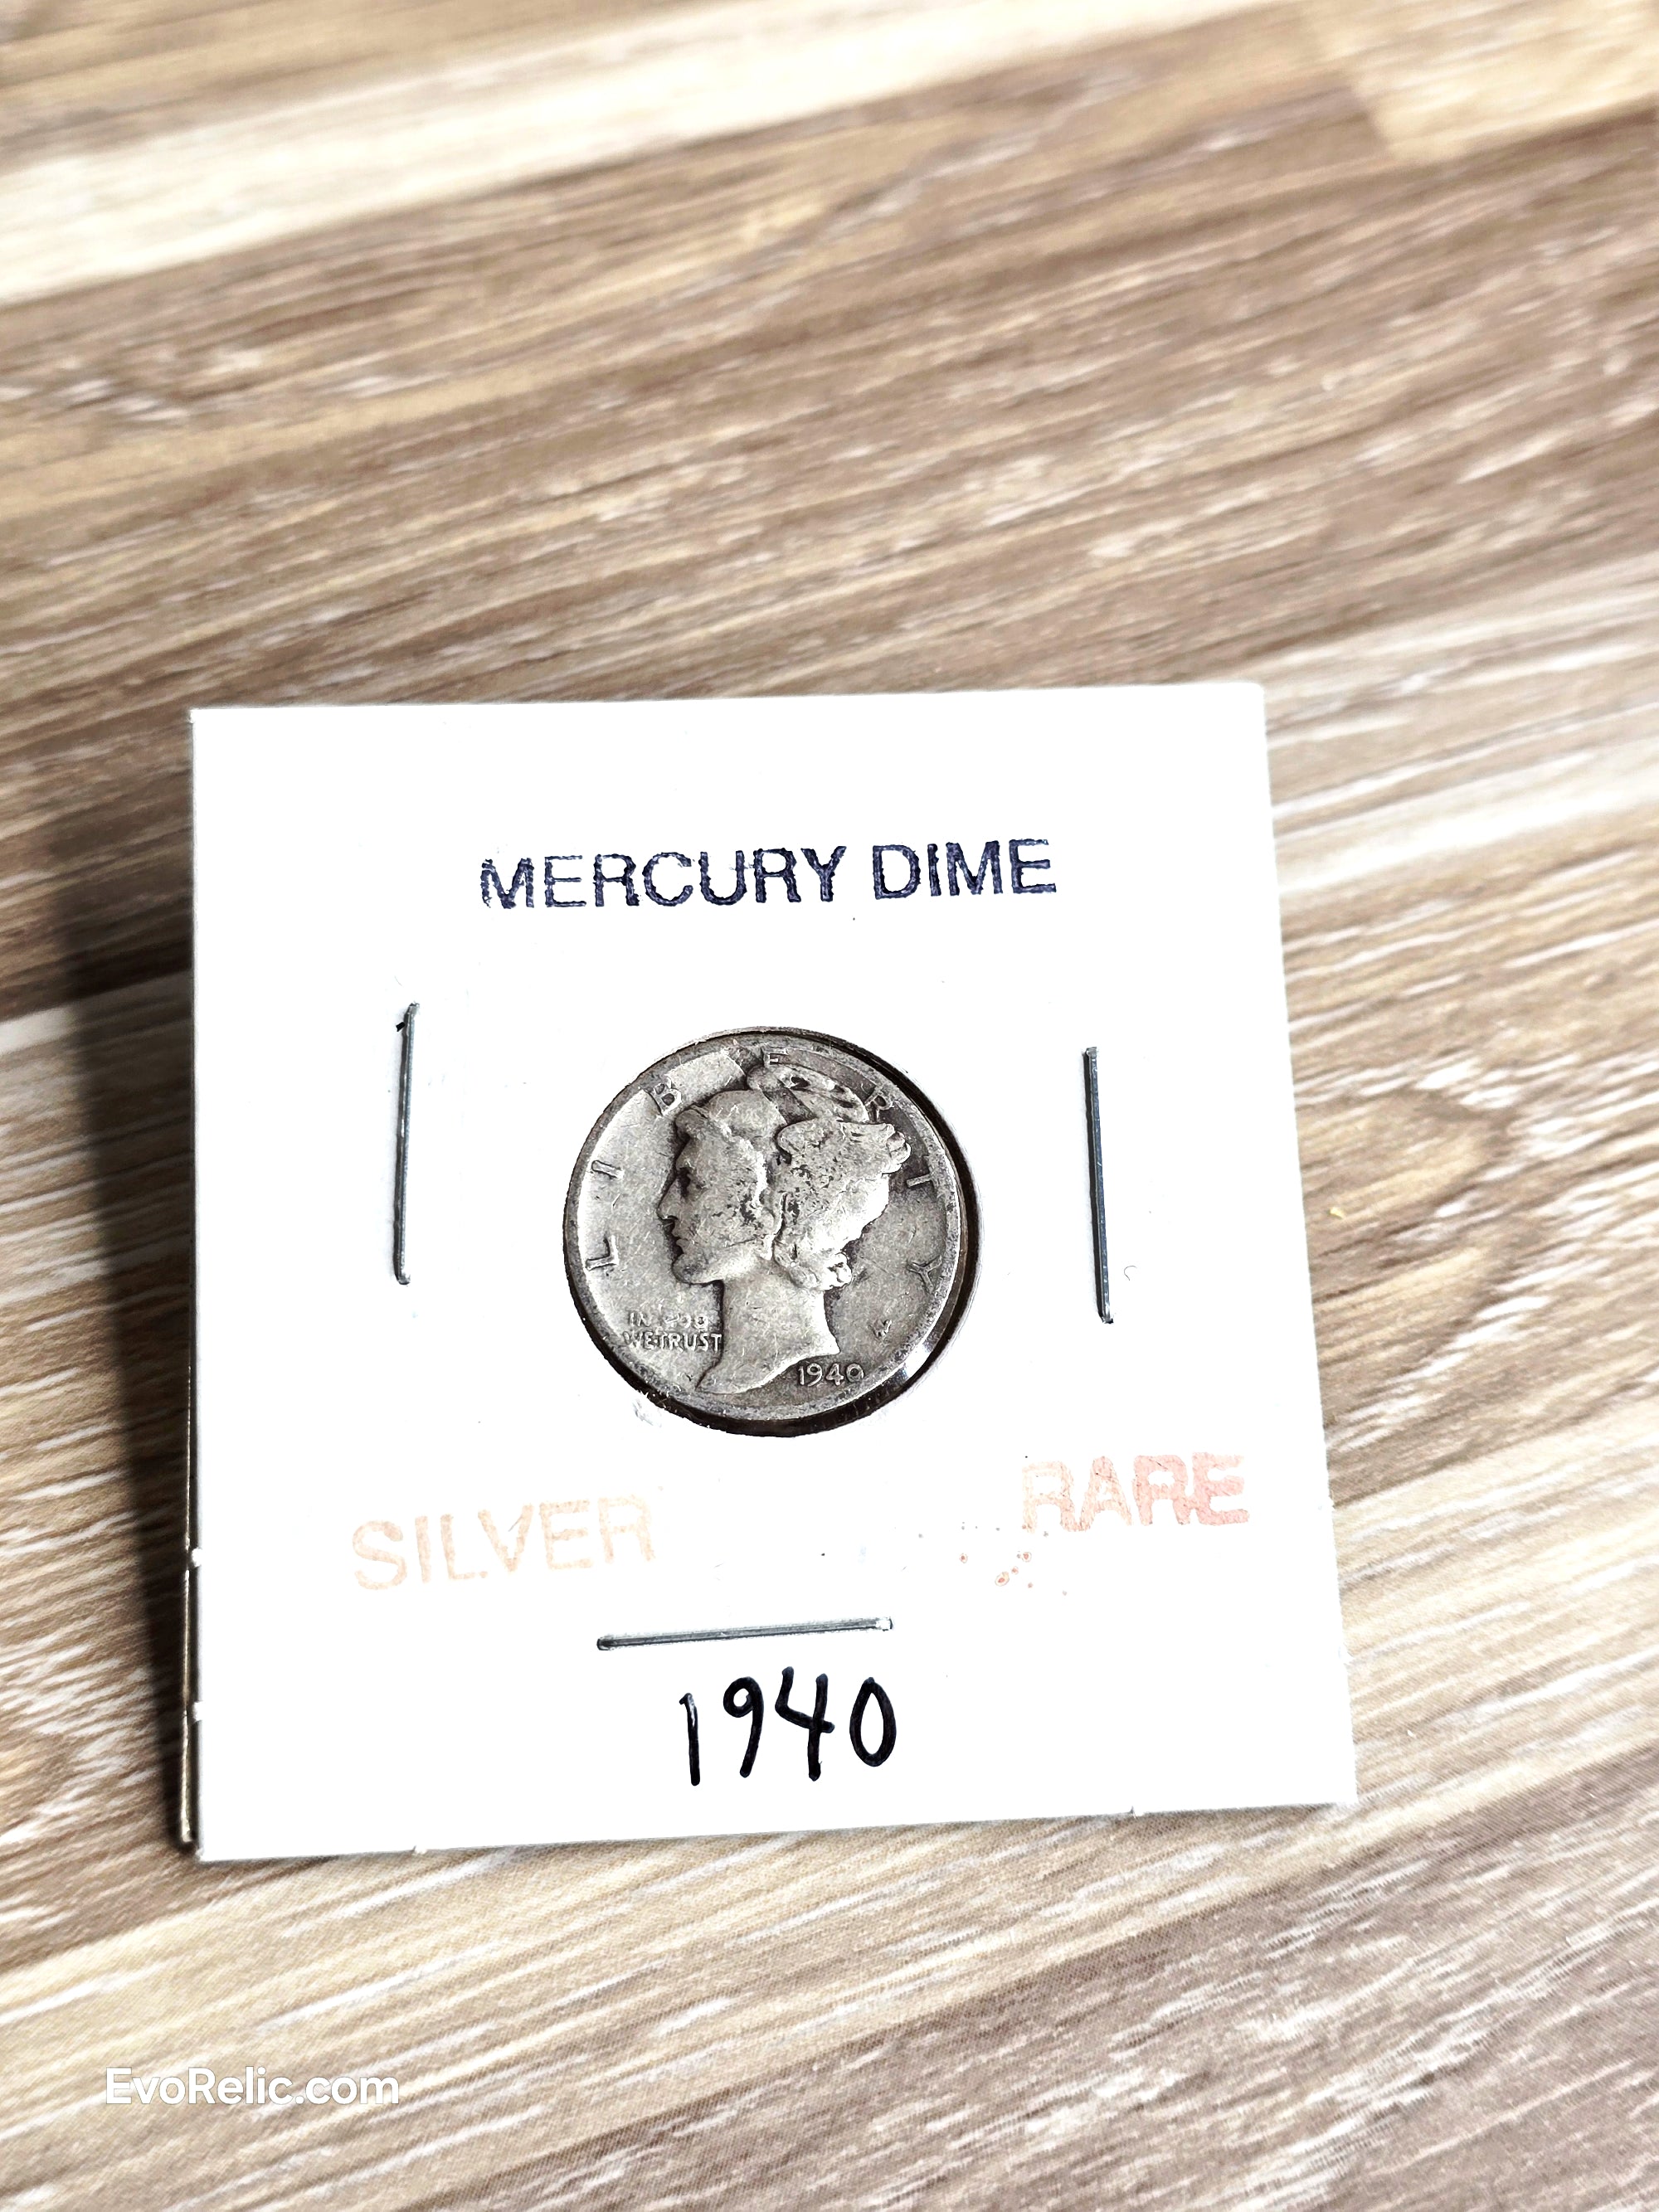 MERCURY DIME
LIBERTY
IN GOD
WE TRUST
W
1940
SILVER
RARE
1940
EvoRelic.com